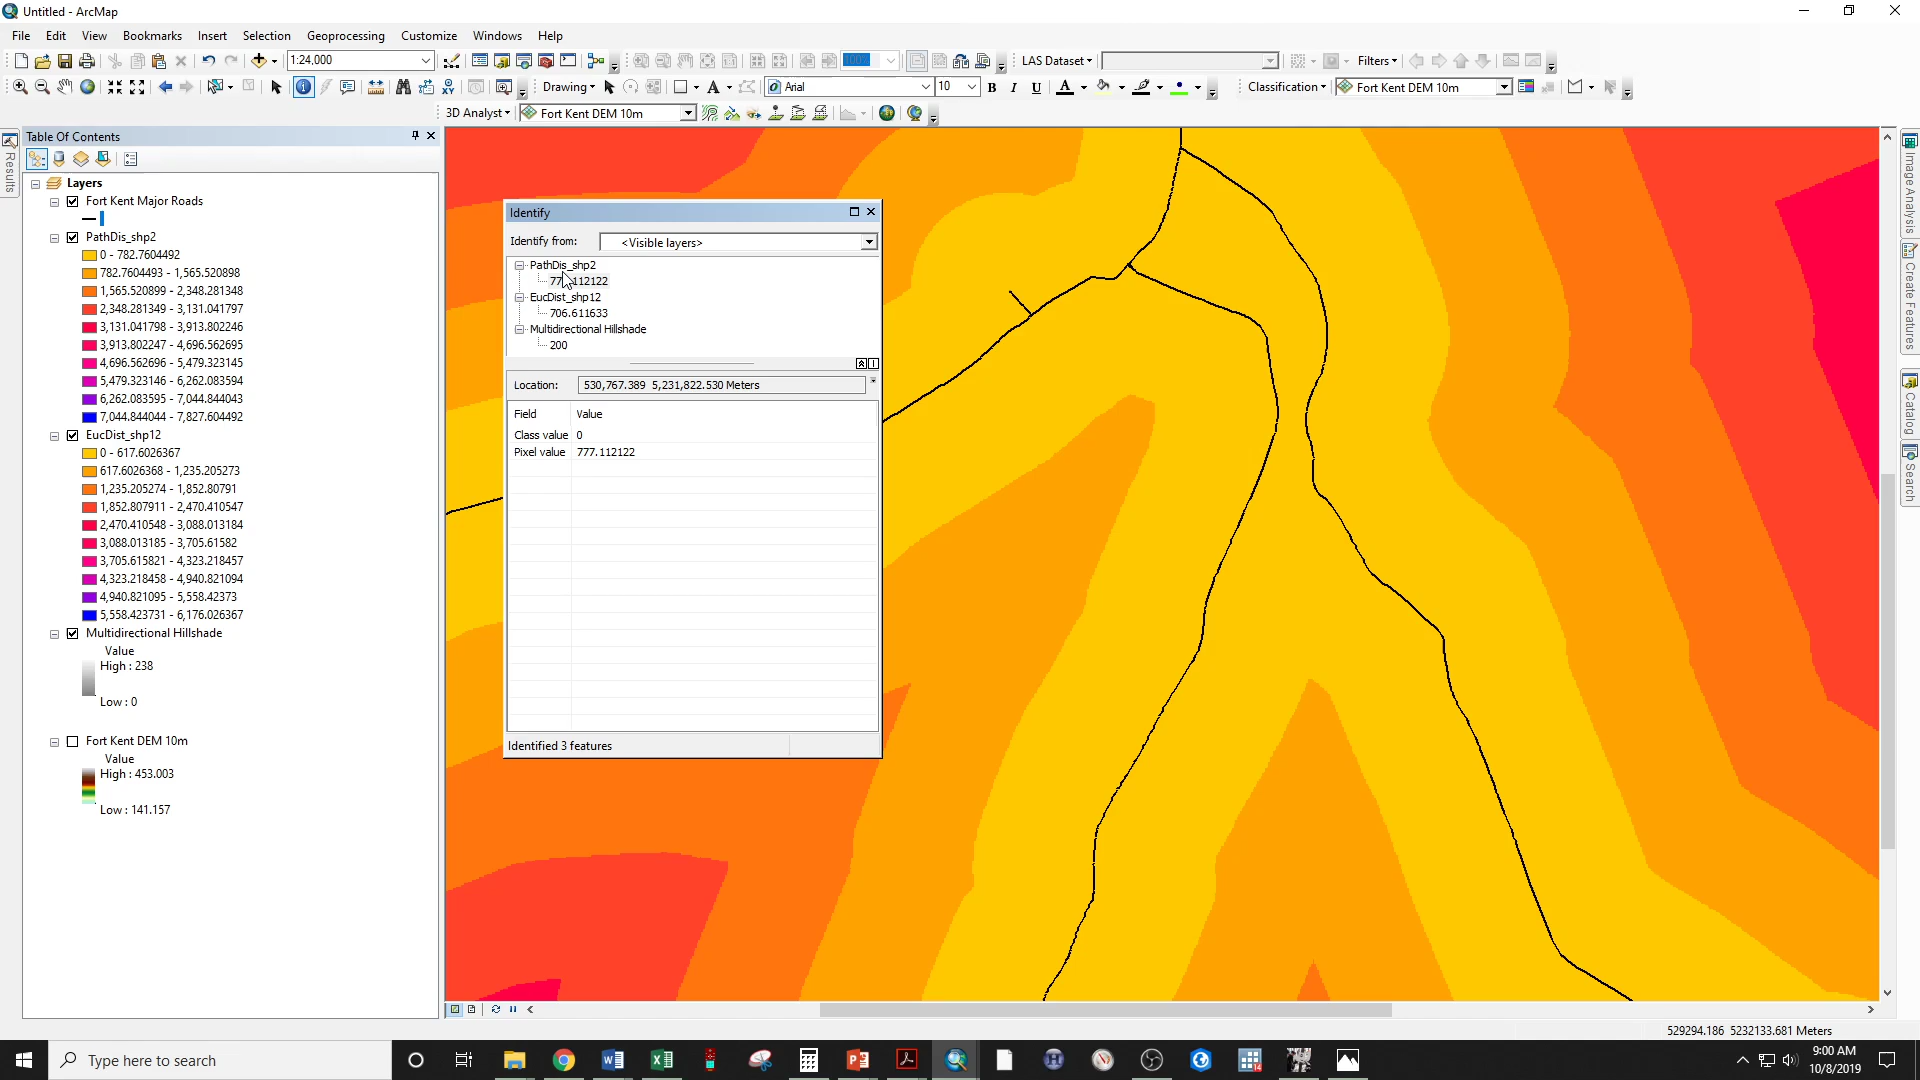 Untitled - ArcMap
File Edit View Bookmarks Insert Selection Geoprocessing Customize Windows Help
1:24,000
100%
LAS Dataset
Filters
Drawing
A
Arial
10
B I U A
Classification
Fort Kent DEM 10m
3D Analyst
Fort Kent DEM 10m
Results
Table Of Contents
Layers
Fort Kent Major Roads
PathDis_shp2
0 - 782.7604492
782.7604493 - 1,565.520898
1,565.520899 - 2,348.281348
2,348.281349 - 3,131.041797
3,131.041798 - 3,913.802246
3,913.802247 - 4,696.562695
4,696.562696 - 5,479.323145
5,479.323146 - 6,262.083594
6,262.083595 - 7,044.844043
7,044.844044 - 7,827.604492
EucDist_shp12
0 - 617.6026367
617.6026368 - 1,235.205273
1,235.205274 - 1,852.80791
1,852.807911 - 2,470.410547
2,470.410548 - 3,088.013184
3,088.013185 - 3,705.61582
3,705.615821 - 4,323.218457
4,323.218458 - 4,940.821094
4,940.821095 - 5,558.42373
5,558.423731 - 6,176.026367
Multidirectional Hillshade
Value
High : 238
Low : 0
Fort Kent DEM 10m
Value
High : 453.003
Low : 141.157
Identify
Identify from:
<Visible layers>
PathDis_shp2
777.112122
EucDist_shp12
706.611633
Multidirectional Hillshade
200
Location:
530,767.389 5,231,822.530 Meters
Field Value
Class value 0
Pixel value 777.112122
Identified 3 features
Image Analysis
Create Features
Catalog
Search
529294.186 5232133.681 Meters
Type here to search
9:00 AM
10/8/2019